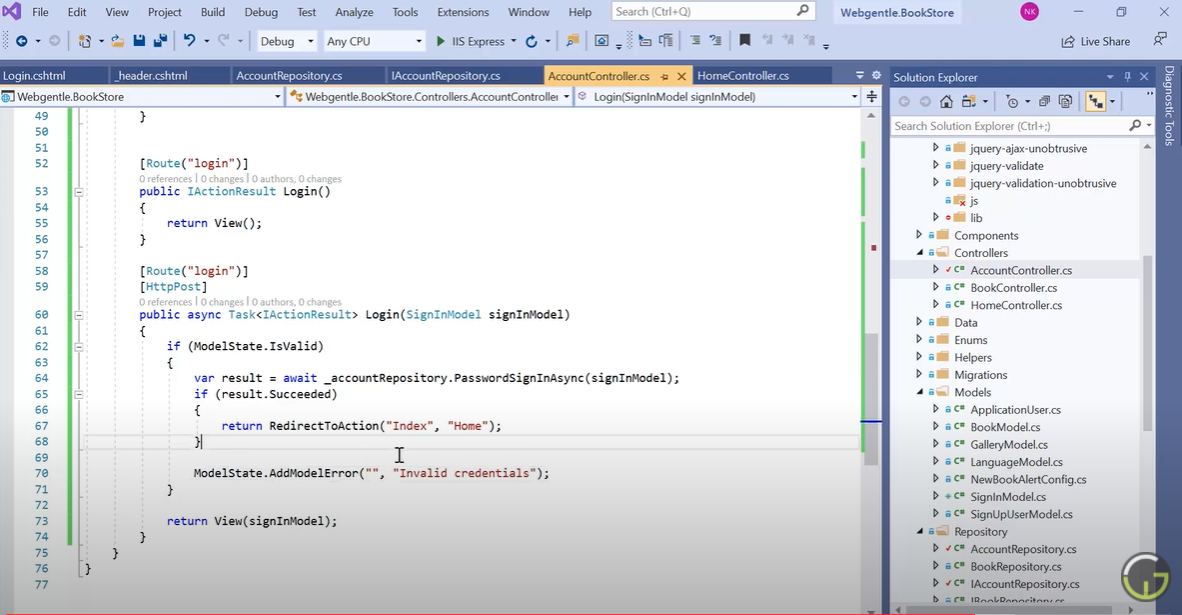 File Edit View Project Build Debug Test Analyze Tools Extensions Window Help Search (Ctrl+Q) Webgentle.BookStore NK
Debug Any CPU IIS Express Live Share
Login.cshtml _header.cshtml AccountRepository.cs IAccountRepository.cs AccountController.cs HomeController.cs
Webgentle.BookStore Webgentle.BookStore.Controllers.AccountController Login(SignInModel signInModel)
49 }
50
51
52 [Route("login")]
0 references | 0 changes | 0 authors, 0 changes
53 public IActionResult Login()
54 {
55 return View();
56 }
57
58 [Route("login")]
59 [HttpPost]
0 references | 0 changes | 0 authors, 0 changes
60 public async Task<IActionResult> Login(SignInModel signInModel)
61 {
62 if (ModelState.IsValid)
63 {
64 var result = await _accountRepository.PasswordSignInAsync(signInModel);
65 if (result.Succeeded)
66 {
67 return RedirectToAction("Index", "Home");
68 }
69
70 ModelState.AddModelError("", "Invalid credentials");
71 }
72
73 return View(signInModel);
74 }
75 }
76 }
77
Solution Explorer
Search Solution Explorer (Ctrl+;)
jquery-ajax-unobtrusive
jquery-validate
jquery-validation-unobtrusive
js
lib
Components
Controllers
C# AccountController.cs
C# BookController.cs
C# HomeController.cs
Data
Enums
Helpers
Migrations
Models
C# ApplicationUser.cs
C# BookModel.cs
C# GalleryModel.cs
C# LanguageModel.cs
C# NewBookAlertConfig.cs
C# SignInModel.cs
C# SignUpUserModel.cs
Repository
C# AccountRepository.cs
C# BookRepository.cs
C# IAccountRepository.cs
C# IBookRepository.cs
Diagnostic Tools